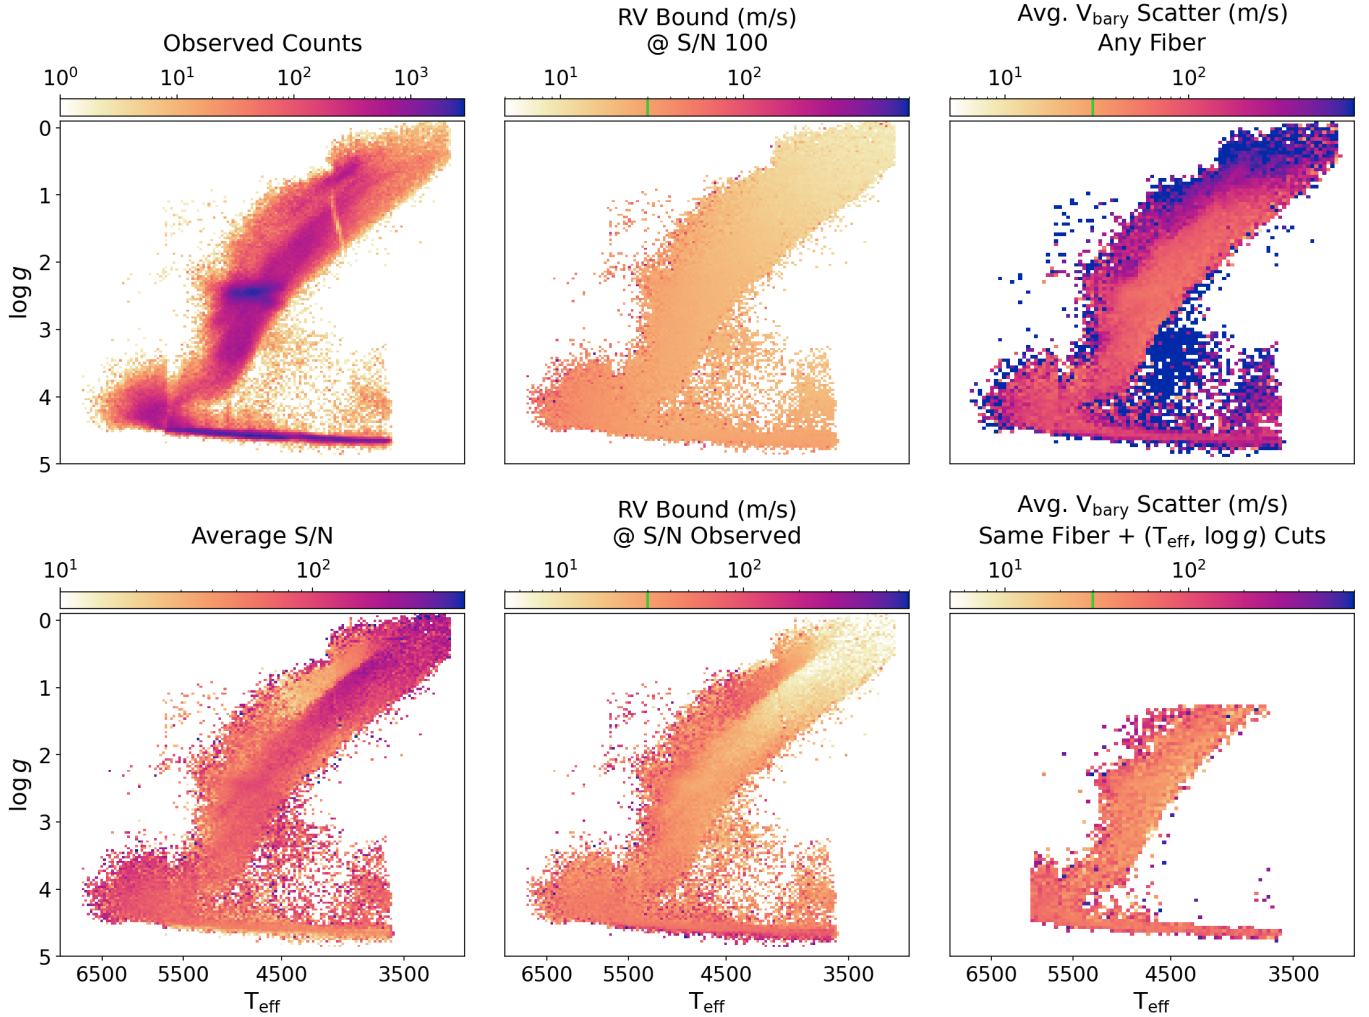 Observed Counts
10⁰ 10¹ 10² 10³
RV Bound (m/s)
@ S/N 100
10¹ 10²
Avg. V_bary Scatter (m/s)
Any Fiber
10¹ 10²
log g
0
1
2
3
4
5
Average S/N
10¹ 10²
RV Bound (m/s)
@ S/N Observed
10¹ 10²
Avg. V_bary Scatter (m/s)
Same Fiber + (T_eff, log g) Cuts
10¹ 10²
log g
0
1
2
3
4
5
6500 5500 4500 3500
T_eff
6500 5500 4500 3500
T_eff
6500 5500 4500 3500
T_eff